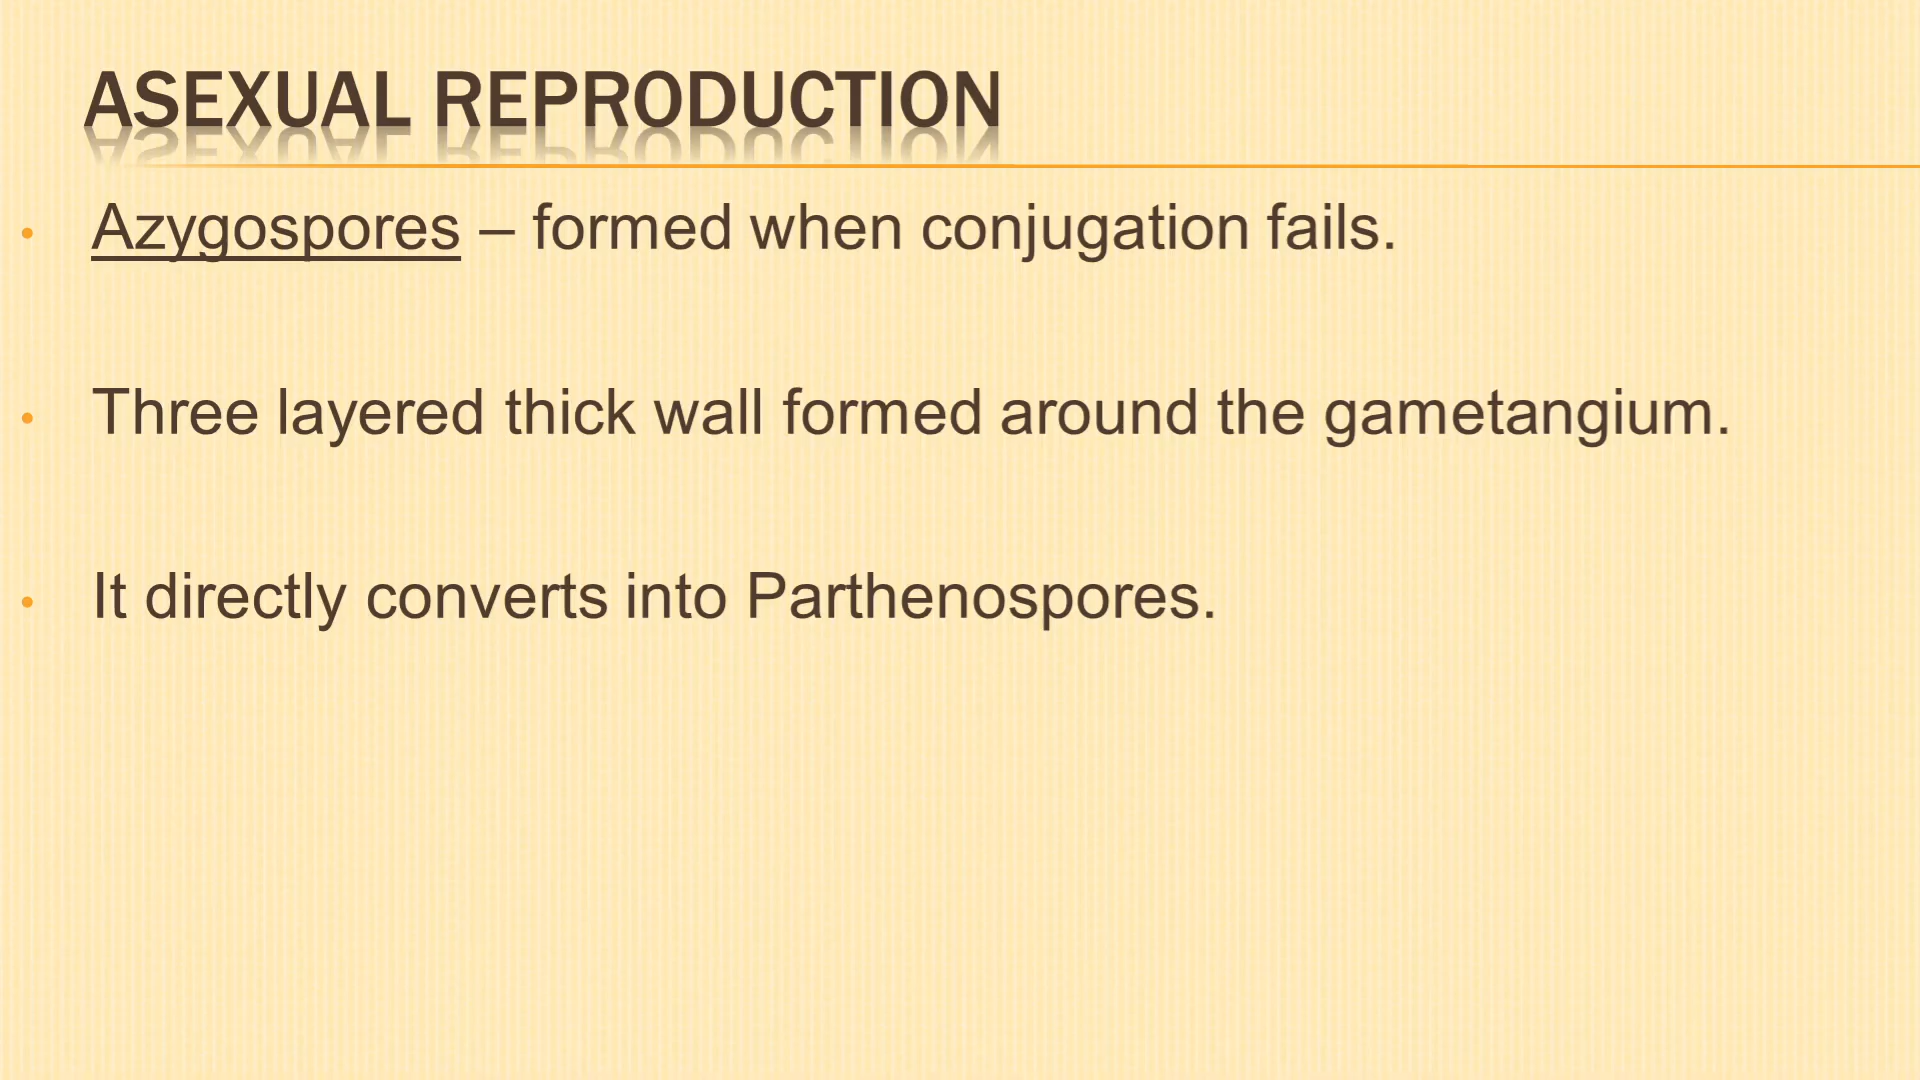 ASEXUAL REPRODUCTION
• Azygospores – formed when conjugation fails.
• Three layered thick wall formed around the gametangium.
• It directly converts into Parthenospores.